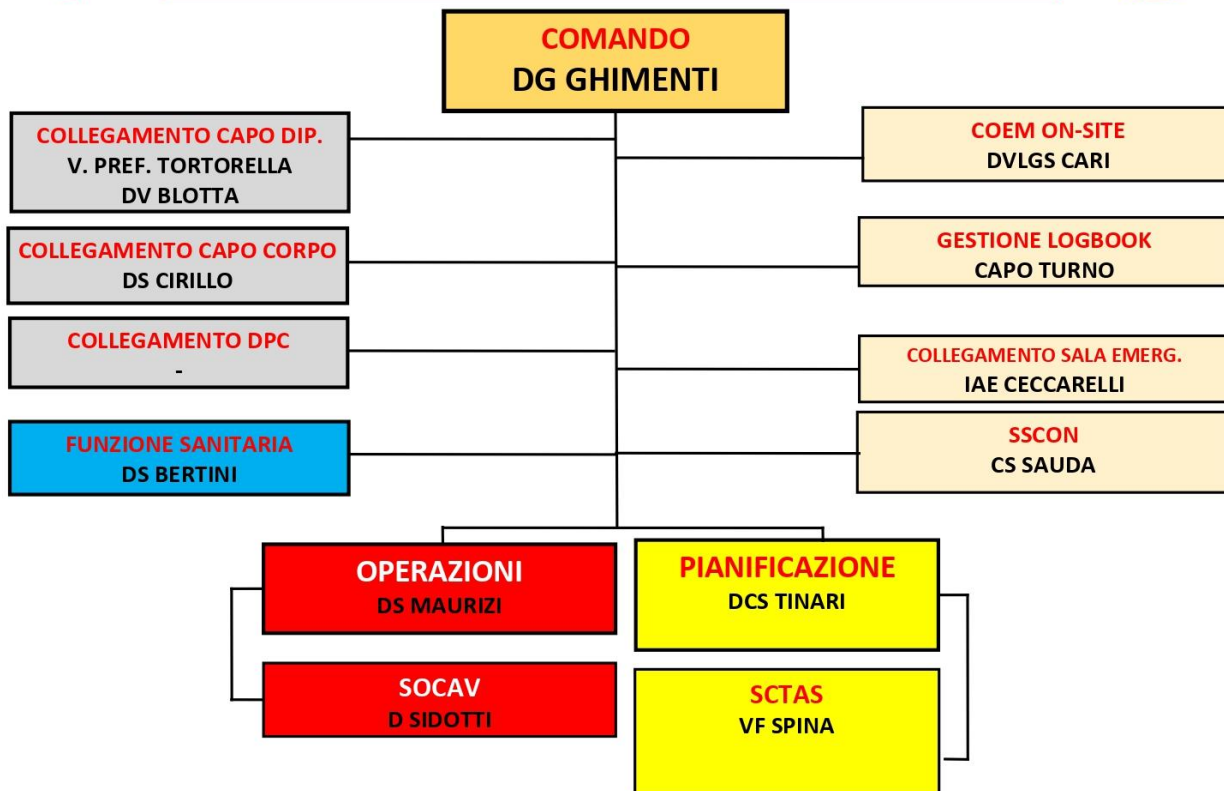 COMANDO
DG GHIMENTI
COLLEGAMENTO CAPO DIP.
V. PREF. TORTORELLA
DV BLOTTA
COEM ON-SITE
DVLGS CARI
COLLEGAMENTO CAPO CORPO
DS CIRILLO
GESTIONE LOGBOOK
CAPO TURNO
COLLEGAMENTO DPC
-
COLLEGAMENTO SALA EMERG.
IAE CECCARELLI
FUNZIONE SANITARIA
DS BERTINI
SSCON
CS SAUDA
OPERAZIONI
DS MAURIZI
PIANIFICAZIONE
DCS TINARI
SOCAV
D SIDOTTI
SCTAS
VF SPINA